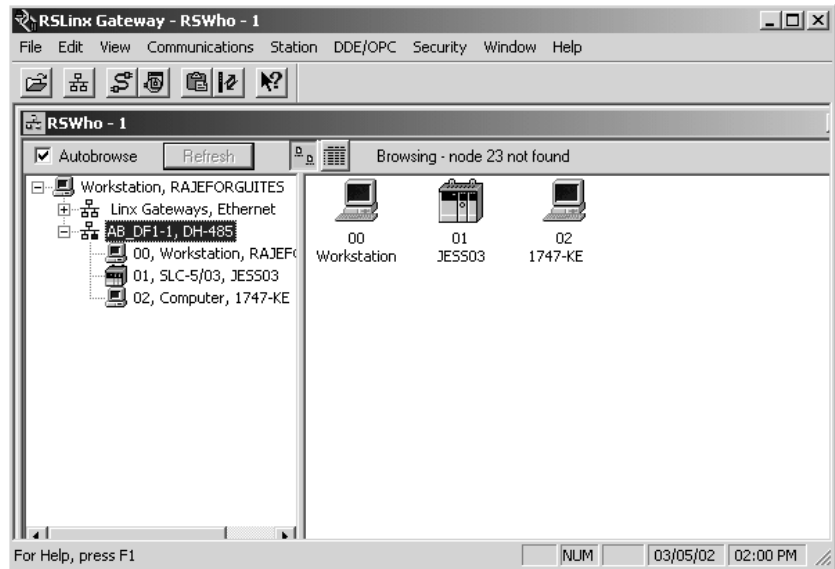 RSLinx Gateway - RSWho - 1
File Edit View Communications Station DDE/OPC Security Window Help
RSWho - 1
Autobrowse Refresh Browsing - node 23 not found
Workstation, RAJEFORGUITES
Linx Gateways, Ethernet
AB_DF1-1, DH-485
00, Workstation, RAJEF
01, SLC-5/03, JESS03
02, Computer, 1747-KE
00
Workstation
01
JESS03
02
1747-KE
For Help, press F1 NUM 03/05/02 02:00 PM